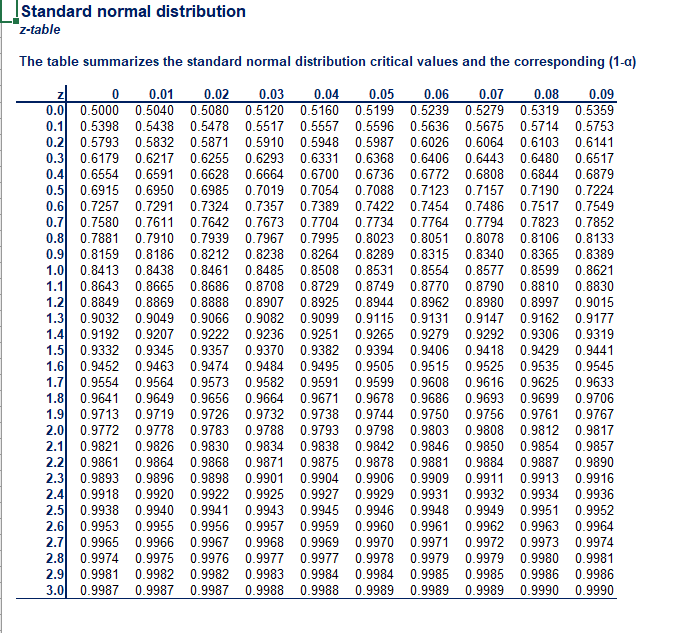 Standard normal distribution
z-table
The table summarizes the standard normal distribution critical values and the corresponding (1-α)
z 0 0.01 0.02 0.03 0.04 0.05 0.06 0.07 0.08 0.09
0.0 0.5000 0.5040 0.5080 0.5120 0.5160 0.5199 0.5239 0.5279 0.5319 0.5359
0.1 0.5398 0.5438 0.5478 0.5517 0.5557 0.5596 0.5636 0.5675 0.5714 0.5753
0.2 0.5793 0.5832 0.5871 0.5910 0.5948 0.5987 0.6026 0.6064 0.6103 0.6141
0.3 0.6179 0.6217 0.6255 0.6293 0.6331 0.6368 0.6406 0.6443 0.6480 0.6517
0.4 0.6554 0.6591 0.6628 0.6664 0.6700 0.6736 0.6772 0.6808 0.6844 0.6879
0.5 0.6915 0.6950 0.6985 0.7019 0.7054 0.7088 0.7123 0.7157 0.7190 0.7224
0.6 0.7257 0.7291 0.7324 0.7357 0.7389 0.7422 0.7454 0.7486 0.7517 0.7549
0.7 0.7580 0.7611 0.7642 0.7673 0.7704 0.7734 0.7764 0.7794 0.7823 0.7852
0.8 0.7881 0.7910 0.7939 0.7967 0.7995 0.8023 0.8051 0.8078 0.8106 0.8133
0.9 0.8159 0.8186 0.8212 0.8238 0.8264 0.8289 0.8315 0.8340 0.8365 0.8389
1.0 0.8413 0.8438 0.8461 0.8485 0.8508 0.8531 0.8554 0.8577 0.8599 0.8621
1.1 0.8643 0.8665 0.8686 0.8708 0.8729 0.8749 0.8770 0.8790 0.8810 0.8830
1.2 0.8849 0.8869 0.8888 0.8907 0.8925 0.8944 0.8962 0.8980 0.8997 0.9015
1.3 0.9032 0.9049 0.9066 0.9082 0.9099 0.9115 0.9131 0.9147 0.9162 0.9177
1.4 0.9192 0.9207 0.9222 0.9236 0.9251 0.9265 0.9279 0.9292 0.9306 0.9319
1.5 0.9332 0.9345 0.9357 0.9370 0.9382 0.9394 0.9406 0.9418 0.9429 0.9441
1.6 0.9452 0.9463 0.9474 0.9484 0.9495 0.9505 0.9515 0.9525 0.9535 0.9545
1.7 0.9554 0.9564 0.9573 0.9582 0.9591 0.9599 0.9608 0.9616 0.9625 0.9633
1.8 0.9641 0.9649 0.9656 0.9664 0.9671 0.9678 0.9686 0.9693 0.9699 0.9706
1.9 0.9713 0.9719 0.9726 0.9732 0.9738 0.9744 0.9750 0.9756 0.9761 0.9767
2.0 0.9772 0.9778 0.9783 0.9788 0.9793 0.9798 0.9803 0.9808 0.9812 0.9817
2.1 0.9821 0.9826 0.9830 0.9834 0.9838 0.9842 0.9846 0.9850 0.9854 0.9857
2.2 0.9861 0.9864 0.9868 0.9871 0.9875 0.9878 0.9881 0.9884 0.9887 0.9890
2.3 0.9893 0.9896 0.9898 0.9901 0.9904 0.9906 0.9909 0.9911 0.9913 0.9916
2.4 0.9918 0.9920 0.9922 0.9925 0.9927 0.9929 0.9931 0.9932 0.9934 0.9936
2.5 0.9938 0.9940 0.9941 0.9943 0.9945 0.9946 0.9948 0.9949 0.9951 0.9952
2.6 0.9953 0.9955 0.9956 0.9957 0.9959 0.9960 0.9961 0.9962 0.9963 0.9964
2.7 0.9965 0.9966 0.9967 0.9968 0.9969 0.9970 0.9971 0.9972 0.9973 0.9974
2.8 0.9974 0.9975 0.9976 0.9977 0.9977 0.9978 0.9979 0.9979 0.9980 0.9981
2.9 0.9981 0.9982 0.9982 0.9983 0.9984 0.9984 0.9985 0.9985 0.9986 0.9986
3.0 0.9987 0.9987 0.9987 0.9988 0.9988 0.9989 0.9989 0.9989 0.9990 0.9990